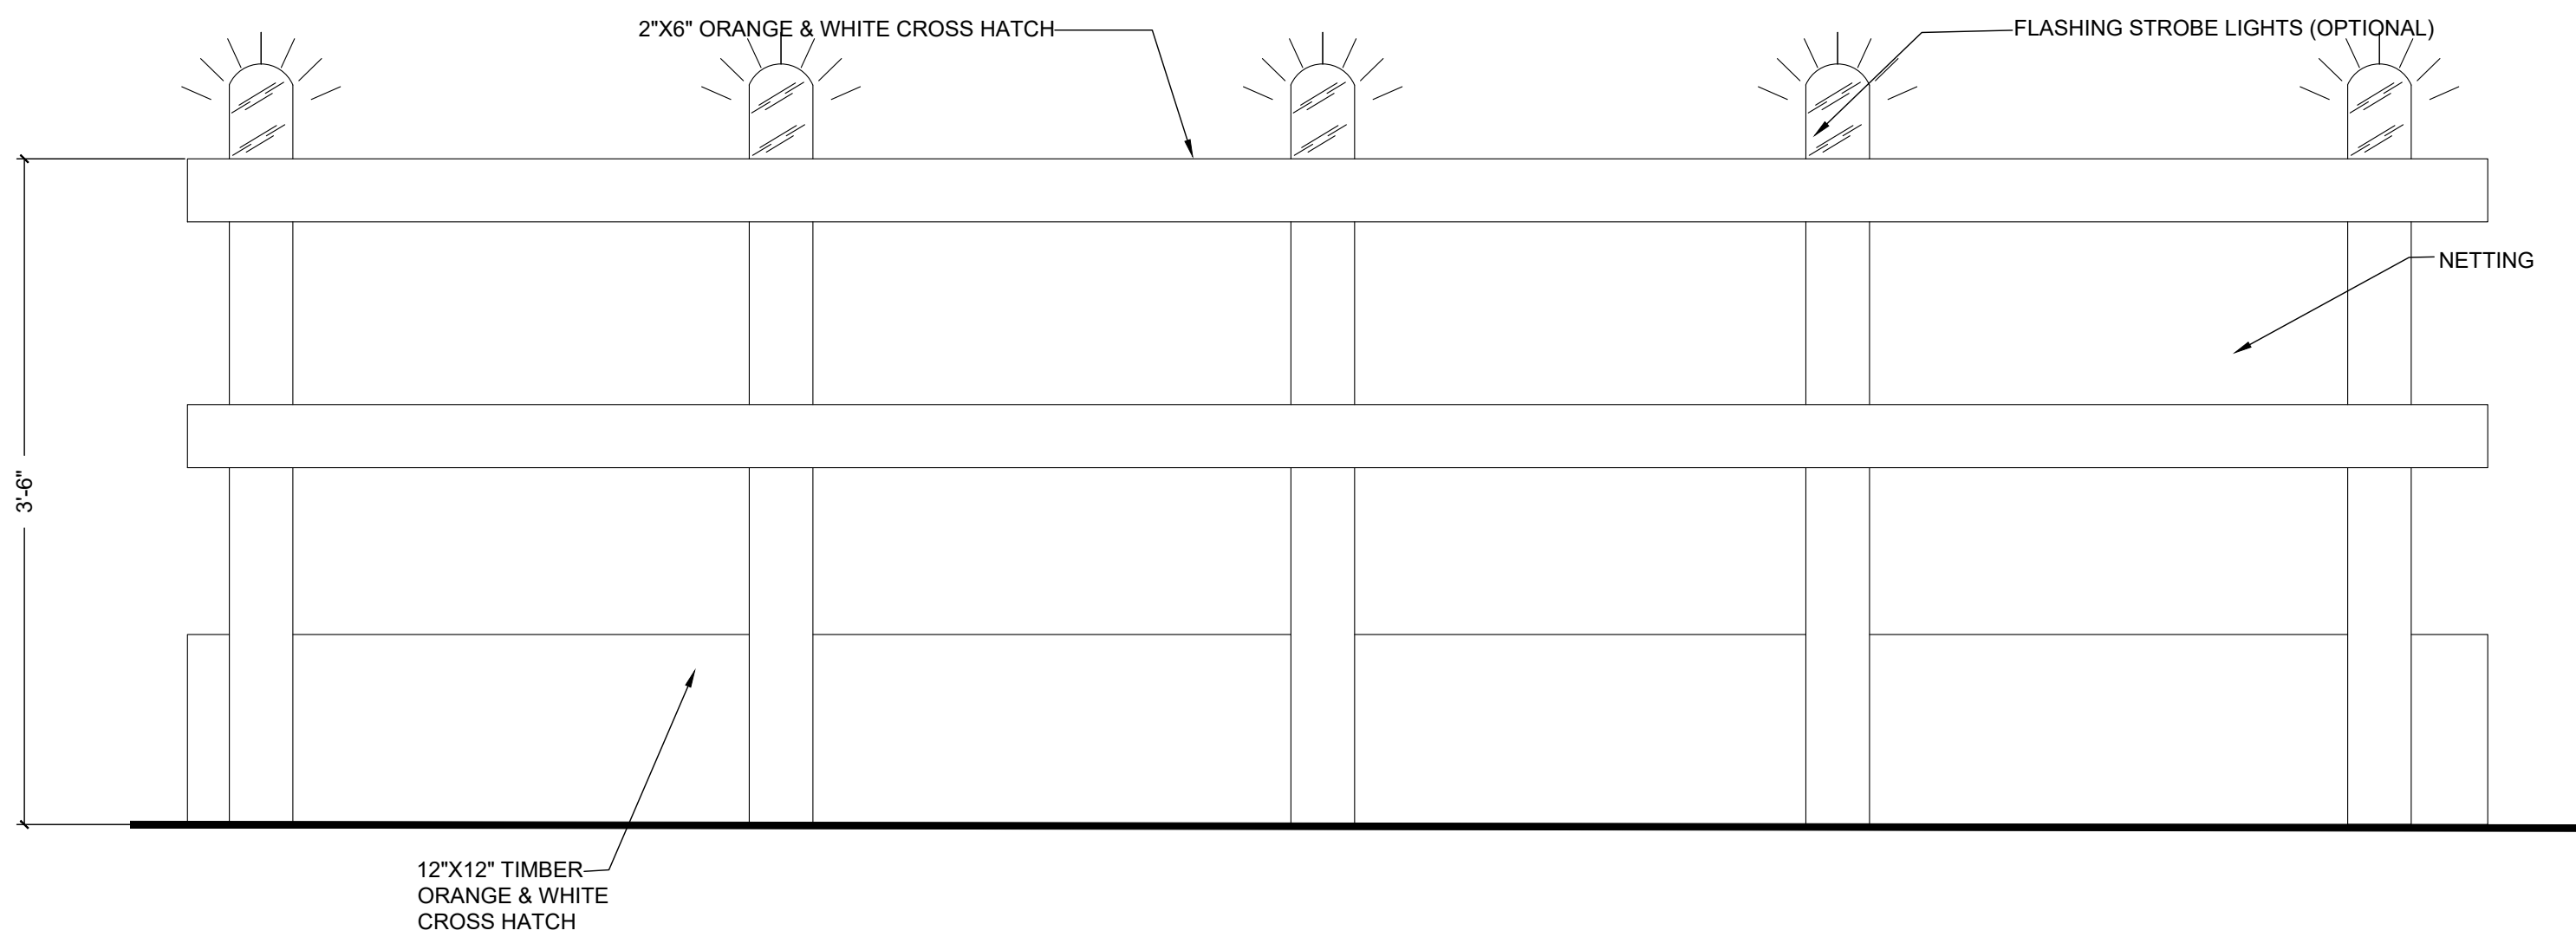 2"X6" ORANGE & WHITE CROSS HATCH
FLASHING STROBE LIGHTS (OPTIONAL)
NETTING
3'-6"
12"X12" TIMBER
ORANGE & WHITE
CROSS HATCH